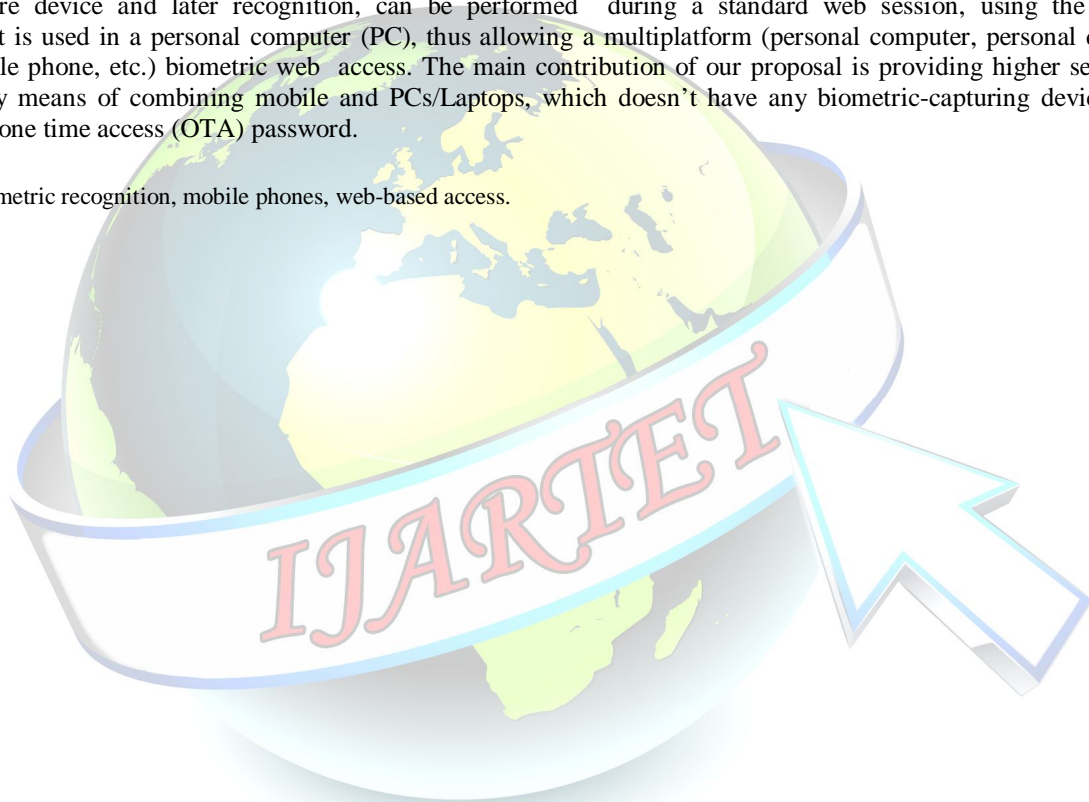 re device and later recognition, can be performed during a standard web session, using the
t is used in a personal computer (PC), thus allowing a multiplatform (personal computer, personal
le phone, etc.) biometric web access. The main contribution of our proposal is providing higher
y means of combining mobile and PCs/Laptops, which doesn’t have any biometric-capturing
one time access (OTA) password.
metric recognition, mobile phones, web-based access.
IJARTET